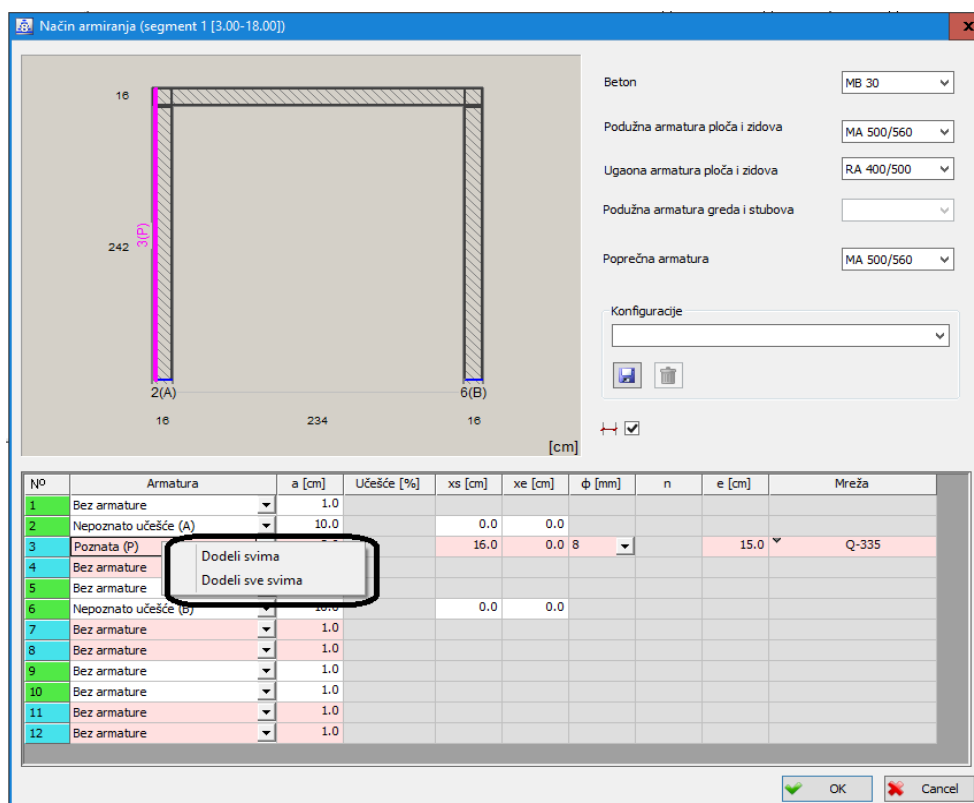 Način armiranja (segment 1 [3.00-18.00])
16
242
3(P)
2(A)
6(B)
16 234 16
[cm]
Beton MB 30
Podužna armatura ploča i zidova MA 500/560
Ugaona armatura ploča i zidova RA 400/500
Podužna armatura greda i stubova
Poprečna armatura MA 500/560
Konfiguracije
Nº Armatura a [cm] Učešće [%] xs [cm] xe [cm] ϕ [mm] n e [cm] Mreža
1 Bez armature 1.0
2 Nepoznato učešće (A) 10.0 0.0 0.0
3 Poznata (P) 16.0 0.0 8 15.0 Q-335
Dodeli svima
4 Bez armature
Dodeli sve svima
5 Bez armature
6 Nepoznato učešće (B) 10.0 0.0 0.0
7 Bez armature 1.0
8 Bez armature 1.0
9 Bez armature 1.0
10 Bez armature 1.0
11 Bez armature 1.0
12 Bez armature 1.0
OK Cancel